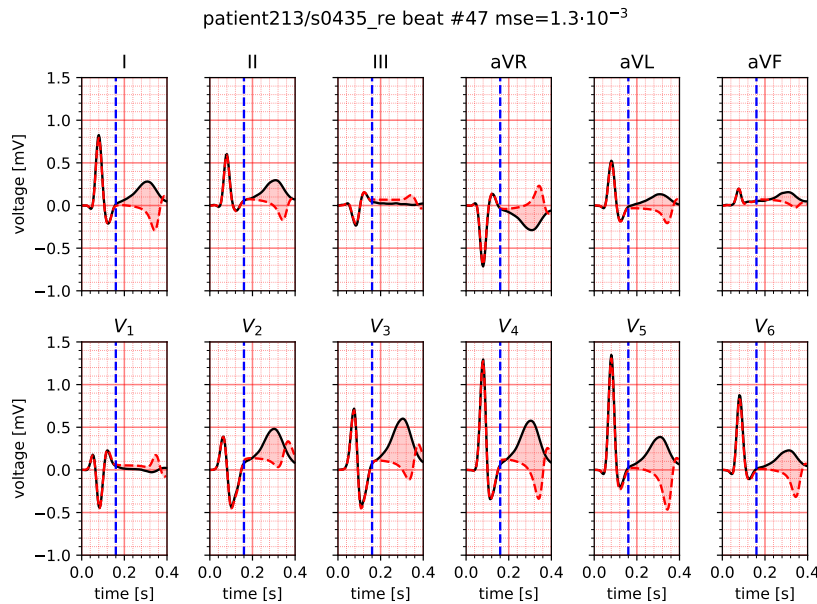 patient213/s0435_re beat #47 mse=1.3·10⁻³
I II III aVR aVL aVF
voltage [mV]
1.5
1.0
0.5
0.0
−0.5
−1.0
V₁ V₂ V₃ V₄ V₅ V₆
voltage [mV]
1.5
1.0
0.5
0.0
−0.5
−1.0
0.0 0.2 0.4 0.0 0.2 0.4 0.0 0.2 0.4 0.0 0.2 0.4 0.0 0.2 0.4 0.0 0.2 0.4
time [s] time [s] time [s] time [s] time [s] time [s]